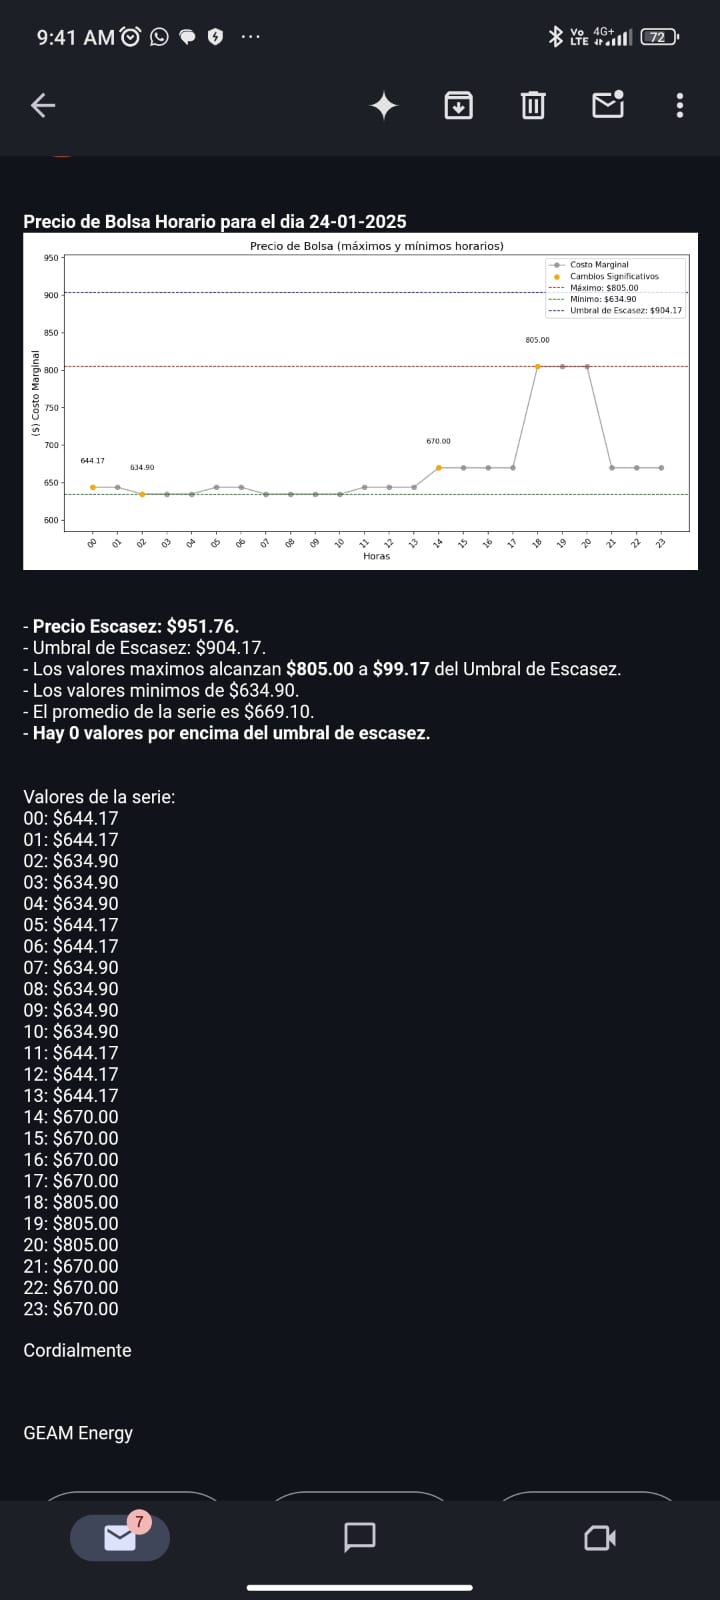 9:41 AM
Vo LTE
4G+
72
Precio de Bolsa Horario para el dia 24-01-2025
Precio de Bolsa (máximos y mínimos horarios)
Costo Marginal
Cambios Significativos
Máximo: $805.00
Mínimo: $634.90
Umbral de Escasez: $904.17
($) Costo Marginal
950
900
850
800
750
700
650
600
644.17
634.90
670.00
805.00
00 01 02 03 04 05 06 07 08 09 10 11 12 13 14 15 16 17 18 19 20 21 22 23
Horas
- Precio Escasez: $951.76.
- Umbral de Escasez: $904.17.
- Los valores maximos alcanzan $805.00 a $99.17 del Umbral de Escasez.
- Los valores minimos de $634.90.
- El promedio de la serie es $669.10.
- Hay 0 valores por encima del umbral de escasez.
Valores de la serie:
00: $644.17
01: $644.17
02: $634.90
03: $634.90
04: $634.90
05: $644.17
06: $644.17
07: $634.90
08: $634.90
09: $634.90
10: $634.90
11: $644.17
12: $644.17
13: $644.17
14: $670.00
15: $670.00
16: $670.00
17: $670.00
18: $805.00
19: $805.00
20: $805.00
21: $670.00
22: $670.00
23: $670.00
Cordialmente
GEAM Energy
7